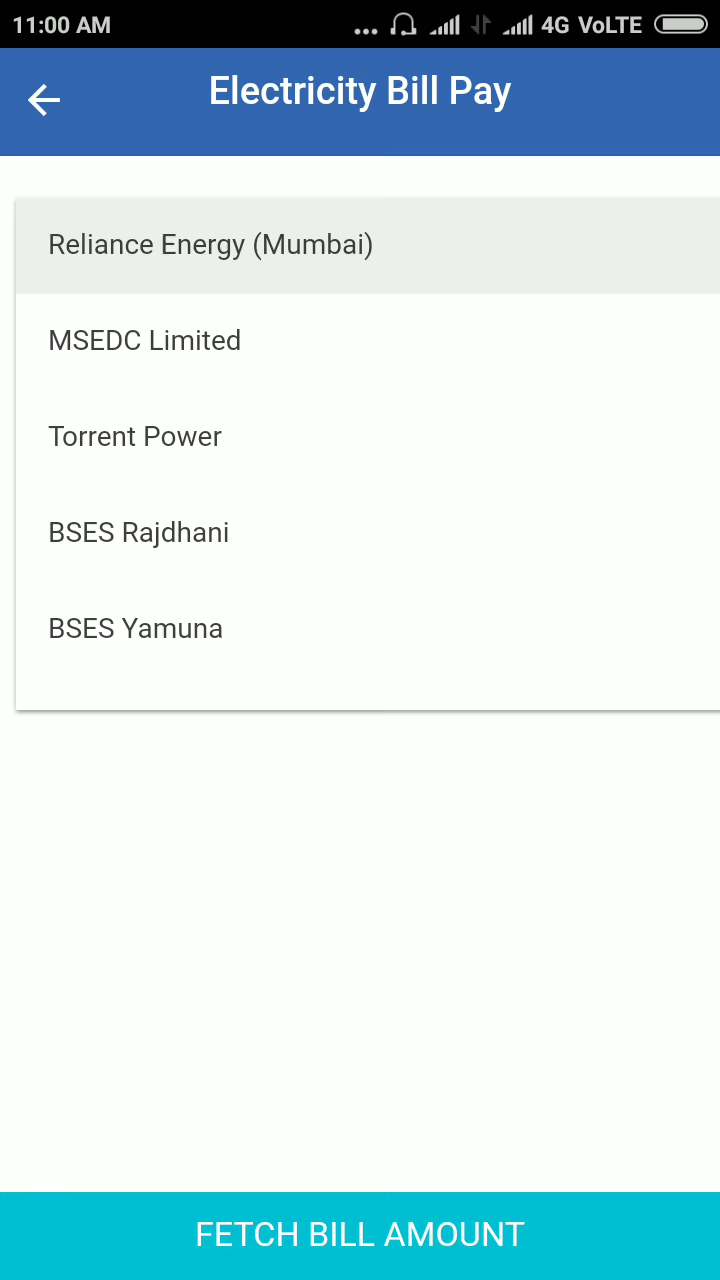 11:00 AM ... 4G VoLTE
Electricity Bill Pay
Reliance Energy (Mumbai)
MSEDC Limited
Torrent Power
BSES Rajdhani
BSES Yamuna
FETCH BILL AMOUNT